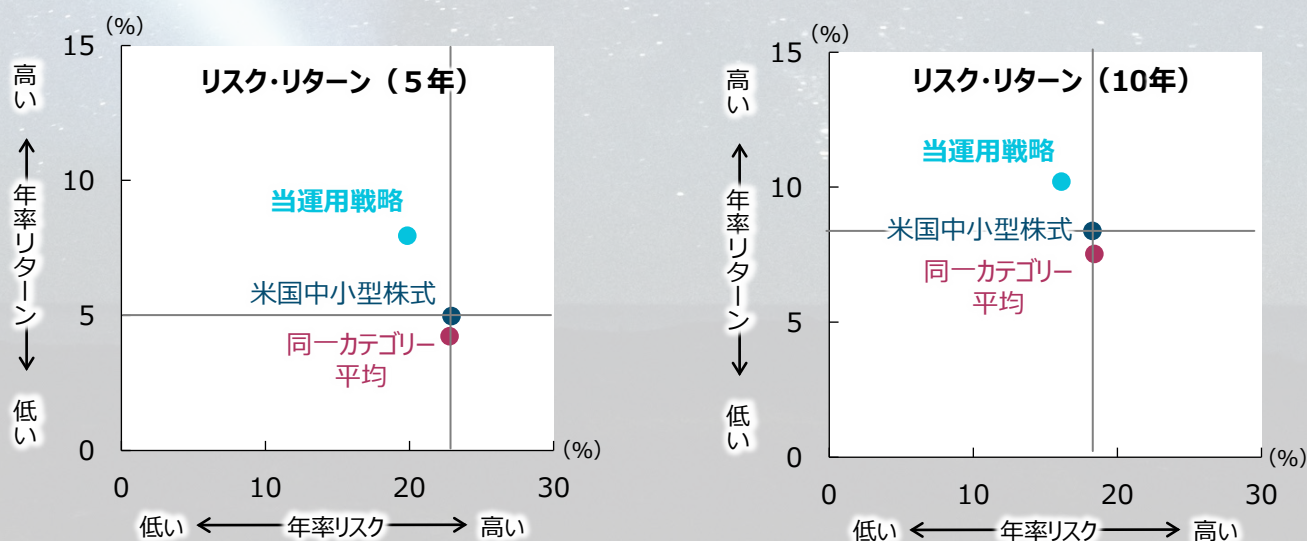 (%)
リスク・リターン（５年）
15
10
5
0
高い
年率リターン
低い
当運用戦略
米国中小型株式
同一カテゴリー
平均
(%)
0
10
20
30
低い
年率リスク
高い
(%)
リスク・リターン（10年）
15
10
5
0
高い
年率リターン
低い
当運用戦略
米国中小型株式
同一カテゴリー
平均
(%)
0
10
20
30
低い
年率リスク
高い